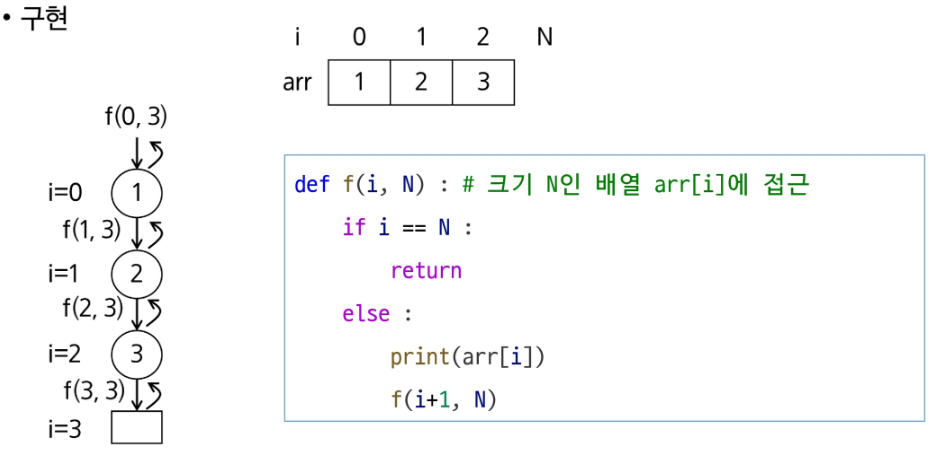 • 구현
i 0 1 2 N
arr 1 2 3
f(0, 3)
i=0 1
f(1, 3)
i=1 2
f(2, 3)
i=2 3
f(3, 3)
i=3
def f(i, N) : # 크기 N인 배열 arr[i]에 접근
    if i == N :
        return
    else :
        print(arr[i])
        f(i+1, N)